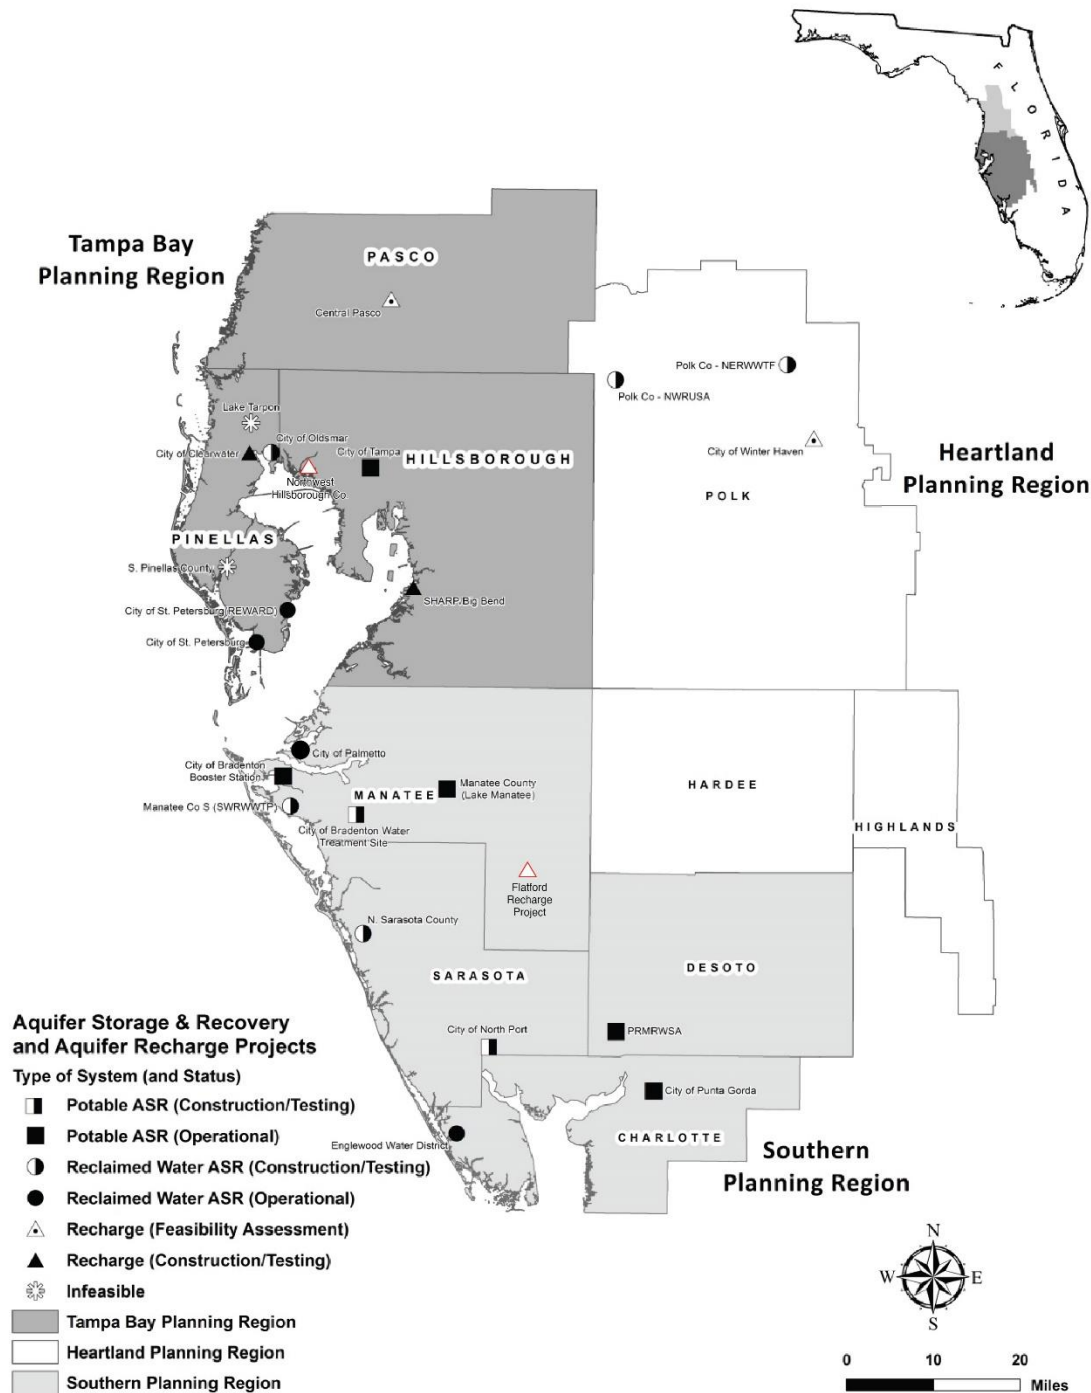 FLORIDA
Tampa Bay
Planning Region
PASCO
Central Pasco
Polk Co - NERWWTF
Polk Co - NWRUSA
Lake Tarpon
City of Oldsmar
City of Clearwater
City of Tampa
HILLSBOROUGH
City of Winter Haven
Heartland
Planning Region
Northwest
Hillsborough Co.
POLK
PINELLAS
S. Pinellas County
SHARP/Big Bend
City of St. Petersburg(REWARD)
City of St. Petersburg
City of Palmetto
City of Bradenton
Booster Station
Manatee County
(Lake Manatee)
HARDEE
MANATEE
Manatee Co S (SWRWWTP)
HIGHLANDS
City of Bradenton Water
Treatment Site
Flatford
Recharge
Project
N. Sarasota County
SARASOTA
DESOTO
City of North Port
PRMRWSA
City of Punta Gorda
Englewood Water District
CHARLOTTE
Southern
Planning Region
Aquifer Storage & Recovery
and Aquifer Recharge Projects
Type of System (and Status)
Potable ASR (Construction/Testing)
Potable ASR (Operational)
Reclaimed Water ASR (Construction/Testing)
Reclaimed Water ASR (Operational)
Recharge (Feasibility Assessment)
Recharge (Construction/Testing)
Infeasible
Tampa Bay Planning Region
Heartland Planning Region
Southern Planning Region
N
W E
S
0 10 20
Miles